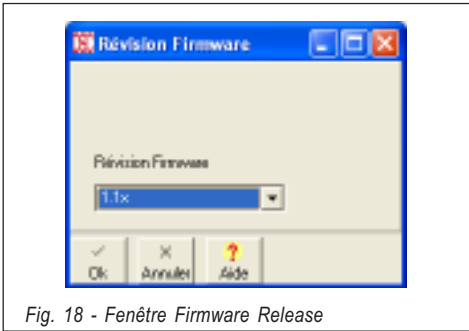 Révision Firmware
Révision Firmware
1.1x
Ok Annuler Aide
Fig. 18 - Fenêtre Firmware Release